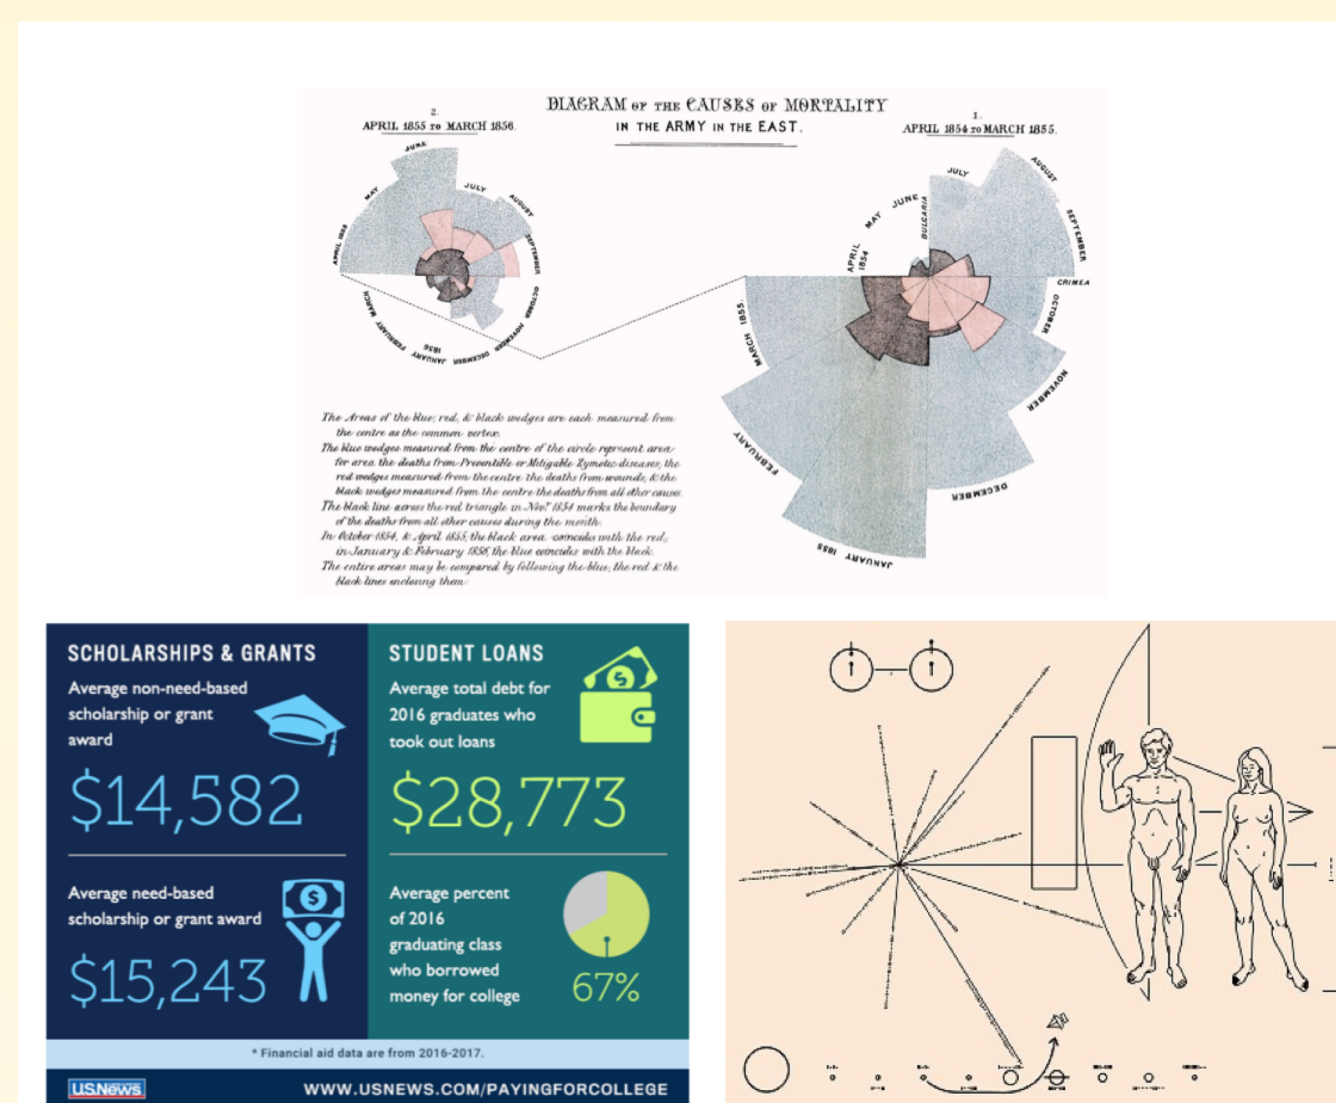 DIAGRAM OF THE CAUSES OF MORTALITY
IN THE ARMY IN THE EAST.
2.
APRIL 1855 TO MARCH 1856.
1.
APRIL 1854 TO MARCH 1855.
JUNE
JULY
MAY
AUGUST
SEPTEMBER
APRIL 1855
OCTOBER
NOVEMBER
DECEMBER
JANUARY
1856
FEBRUARY
MARCH
JULY
AUGUST
JUNE
BULGARIA
MAY
SEPTEMBER
APRIL
1854
CRIMEA
OCTOBER
MARCH 1855.
NOVEMBER
FEBRUARY
DECEMBER
JANUARY 1855
The Areas of the blue, red, & black wedges are each measured from
the centre as the common vertex.
The blue wedges measured from the centre of the circle represent area
for area the deaths from Preventible or Mitigable Zymotic diseases, the
red wedges measured from the centre the deaths from wounds, & the
black wedges measured from the centre the deaths from all other causes.
The black line across the red triangle in Novr. 1854 marks the boundary
of the deaths from all other causes during the month.
In October 1854, & April 1855, the black area coincides with the red,
in January & February 1856, the blue coincides with the black.
The entire areas may be compared by following the blue, the red & the
black lines enclosing them.
SCHOLARSHIPS & GRANTS
Average non-need-based
scholarship or grant
award
$14,582
Average need-based
scholarship or grant award
$15,243
STUDENT LOANS
Average total debt for
2016 graduates who
took out loans
$28,773
Average percent
of 2016
graduating class
who borrowed
money for college
67%
* Financial aid data are from 2016-2017.
U.S.News
WWW.USNEWS.COM/PAYINGFORCOLLEGE